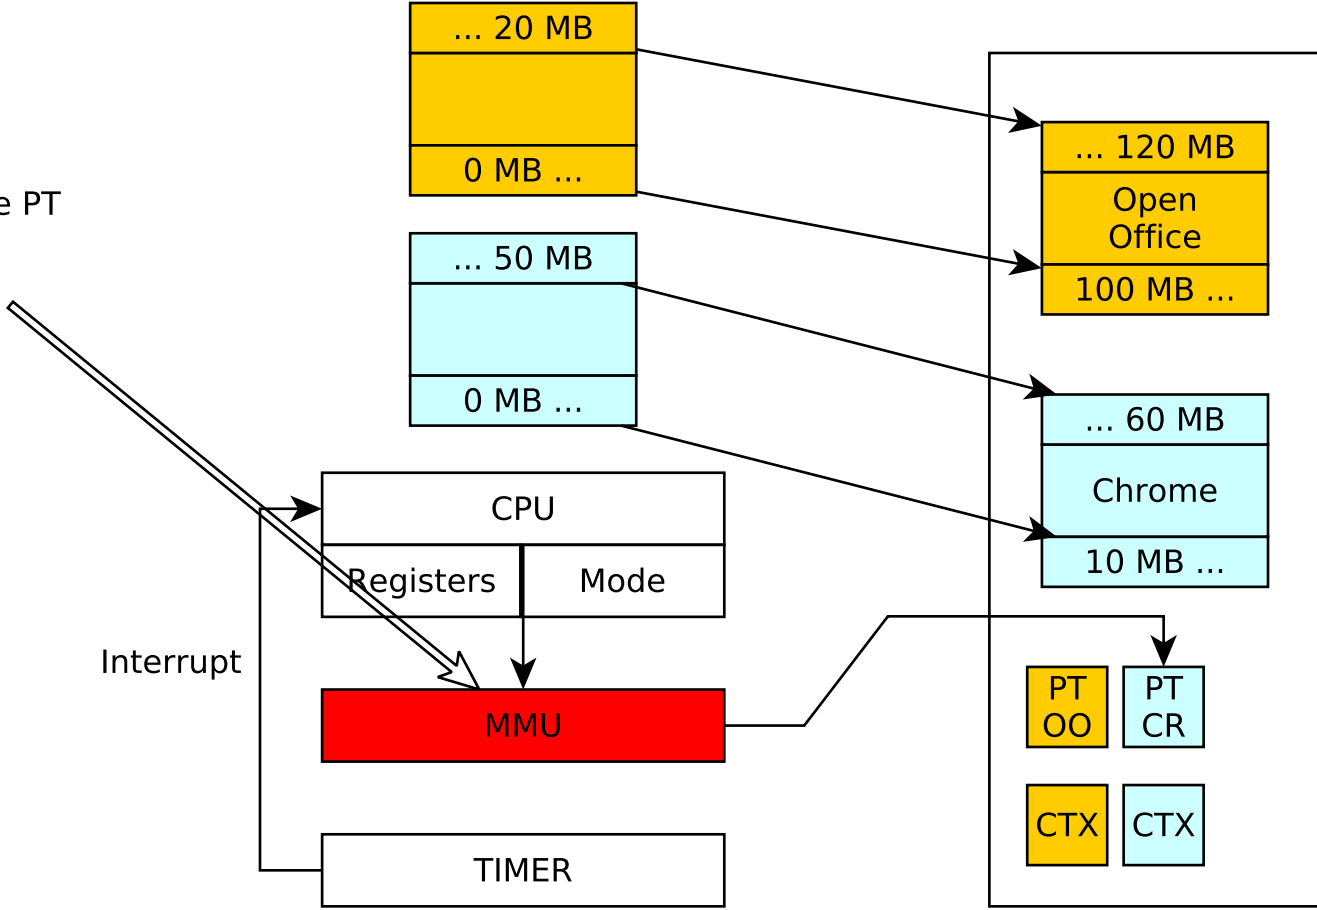 ... 20 MB
0 MB ...
... 120 MB
Open
Office
100 MB ...
e PT
... 50 MB
0 MB ...
... 60 MB
Chrome
10 MB ...
CPU
Registers
Mode
Interrupt
MMU
PT
OO
PT
CR
CTX
CTX
TIMER